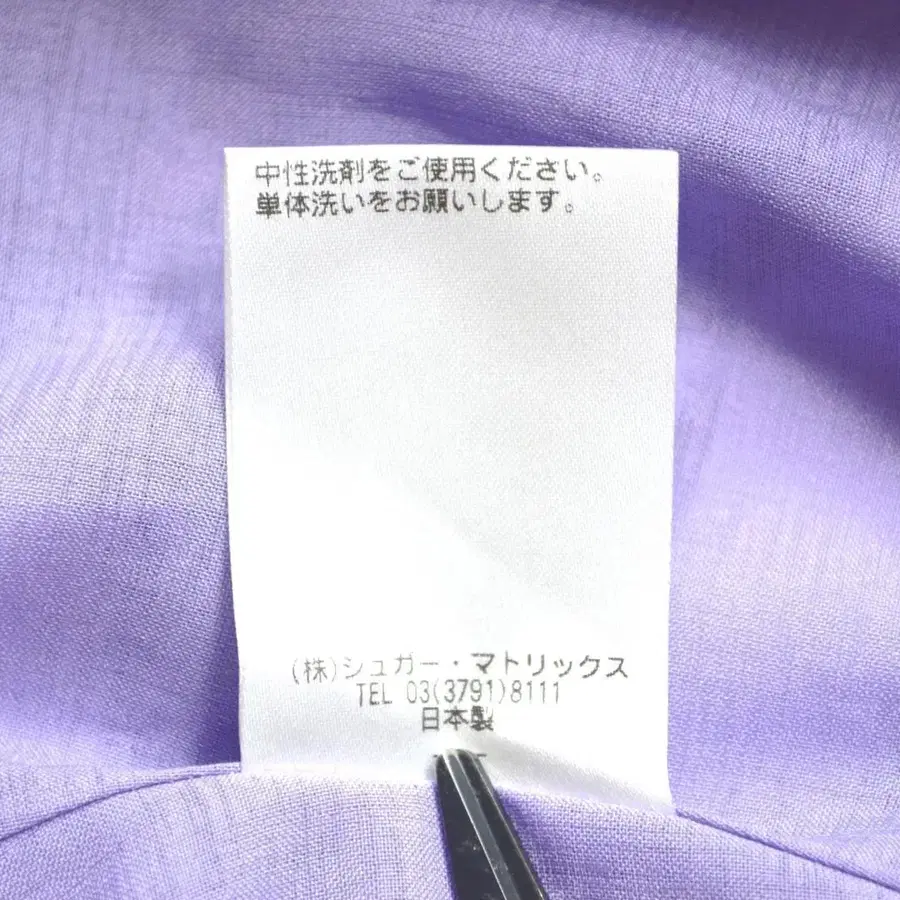 中性洗剤をご使用ください。
単体洗いをお願いします。
(株)シュガー・マトリックス
TEL 03(3791)8111
日本製